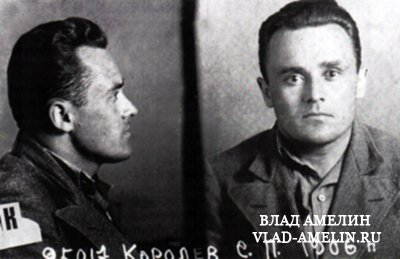 К
ВЛАД АМЕЛИН
VLAD-AMELIN.RU
95017 КОРОЛЕВ С. П. 1906 г